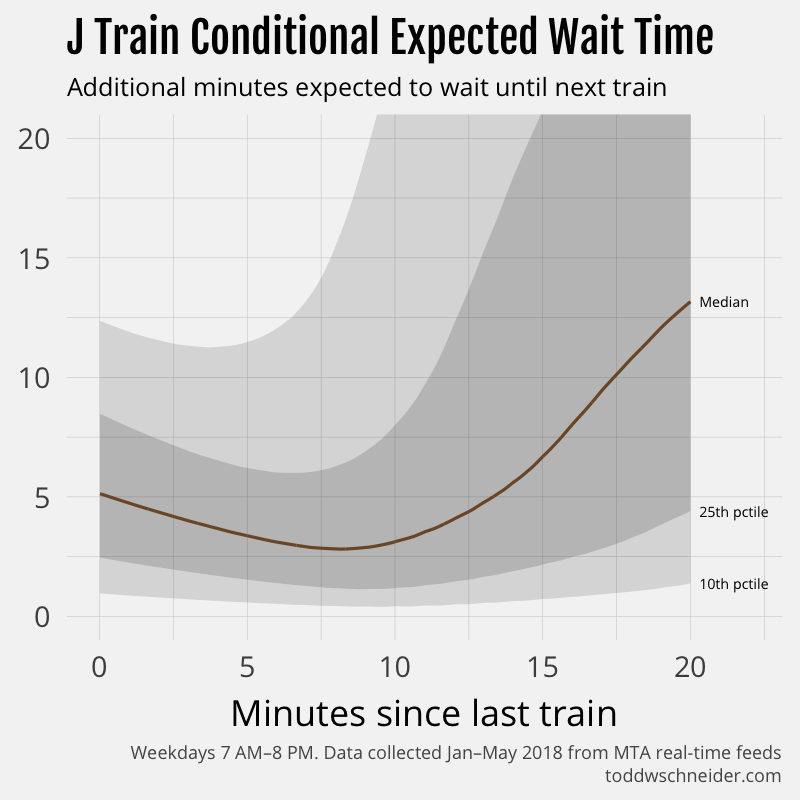 J Train Conditional Expected Wait Time
Additional minutes expected to wait until next train
20
15
10
5
0
Median
25th pctile
10th pctile
0 5 10 15 20
Minutes since last train
Weekdays 7 AM–8 PM. Data collected Jan–May 2018 from MTA real-time feeds
toddwschneider.com